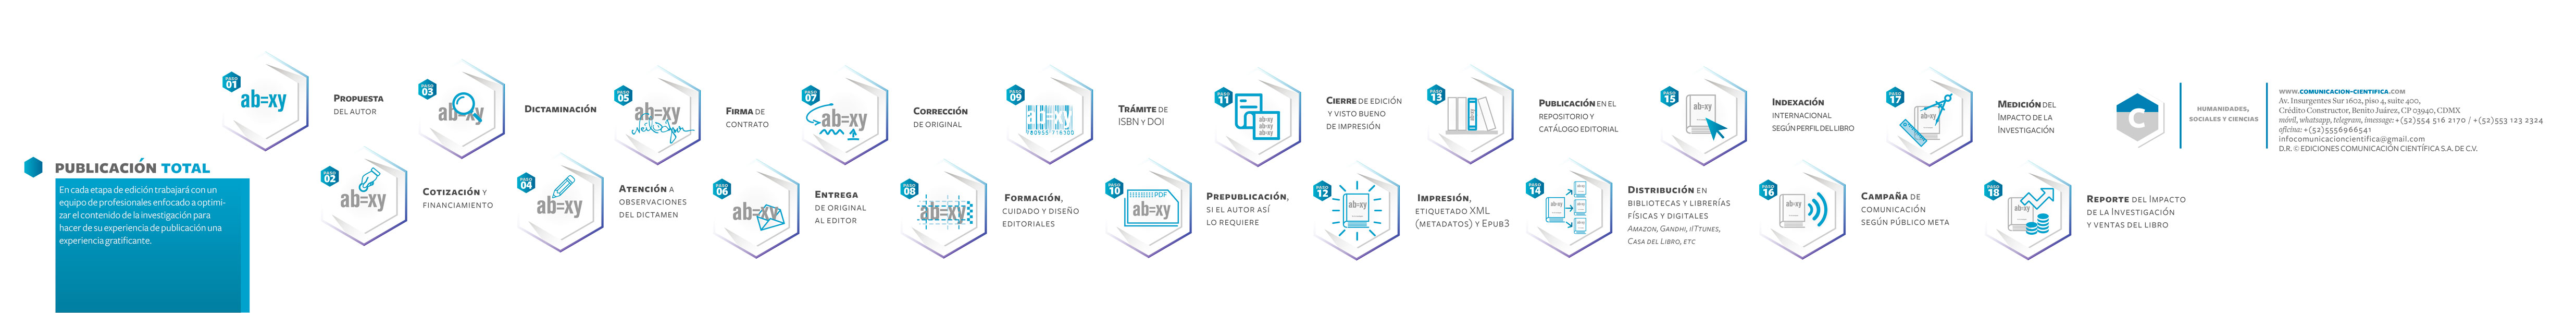 PUBLICACIÓN TOTAL
En cada etapa de edición trabajará con un
equipo de profesionales enfocado a optimi-
zar el contenido de la investigación para
hacer de su experiencia de publicación una
experiencia gratificante.
PASO
01
ab=xy
PROPUESTA
DEL AUTOR
PASO
02
ab=xy
COTIZACIÓN Y
FINANCIAMIENTO
PASO
03
ab=xy
DICTAMINACIÓN
PASO
04
ab=xy
ATENCIÓN A
OBSERVACIONES
DEL DICTAMEN
PASO
05
ab=xy
FIRMA DE
CONTRATO
PASO
06
ab=xy
ENTREGA
DE ORIGINAL
AL EDITOR
PASO
07
ab=xy
CORRECCIÓN
DE ORIGINAL
PASO
08
ab=xy
FORMACIÓN,
CUIDADO Y DISEÑO
EDITORIALES
PASO
09
ab=xy
TRÁMITE DE
ISBN Y DOI
PASO
10
PDF
ab=xy
PREPUBLICACIÓN,
SI EL AUTOR ASÍ
LO REQUIERE
PASO
11
ab=xy
ab=xy
ab=xy
CIERRE DE EDICIÓN
Y VISTO BUENO
DE IMPRESIÓN
PASO
12
ab=xy
IMPRESIÓN,
ETIQUETADO XML
(METADATOS) Y EPUB3
PASO
13
PUBLICACIÓN EN EL
REPOSITORIO Y
CATÁLOGO EDITORIAL
PASO
14
ab=xy
ab=xy
ab=xy
ab=xy
DISTRIBUCIÓN EN
BIBLIOTECAS Y LIBRERÍAS
FÍSICAS Y DIGITALES
AMAZON, GANDHI, IITTUNES,
CASA DEL LIBRO, ETC
PASO
15
ab=xy
INDEXACIÓN
INTERNACIONAL
SEGÚN PERFIL DEL LIBRO
PASO
16
ab=xy
CAMPAÑA DE
COMUNICACIÓN
SEGÚN PÚBLICO META
PASO
17
ab=xy
MEDICIÓN DEL
IMPACTO DE LA
INVESTIGACIÓN
PASO
18
ab=xy
REPORTE DEL IMPACTO
DE LA INVESTIGACIÓN
Y VENTAS DEL LIBRO
C
HUMANIDADES,
SOCIALES Y CIENCIAS
WWW.COMUNICACION-CIENTIFICA.COM
Av. Insurgentes Sur 1602, piso 4, suite 400,
Crédito Constructor, Benito Juárez, CP 03940, CDMX
móvil, whatsapp, telegram, imessage: +(52)554 516 2170 / +(52)553 123 2324
oficina: +(52)5556966541
infocomunicacioncientifica@gmail.com
D.R. © EDICIONES COMUNICACIÓN CIENTÍFICA S.A. DE C.V.